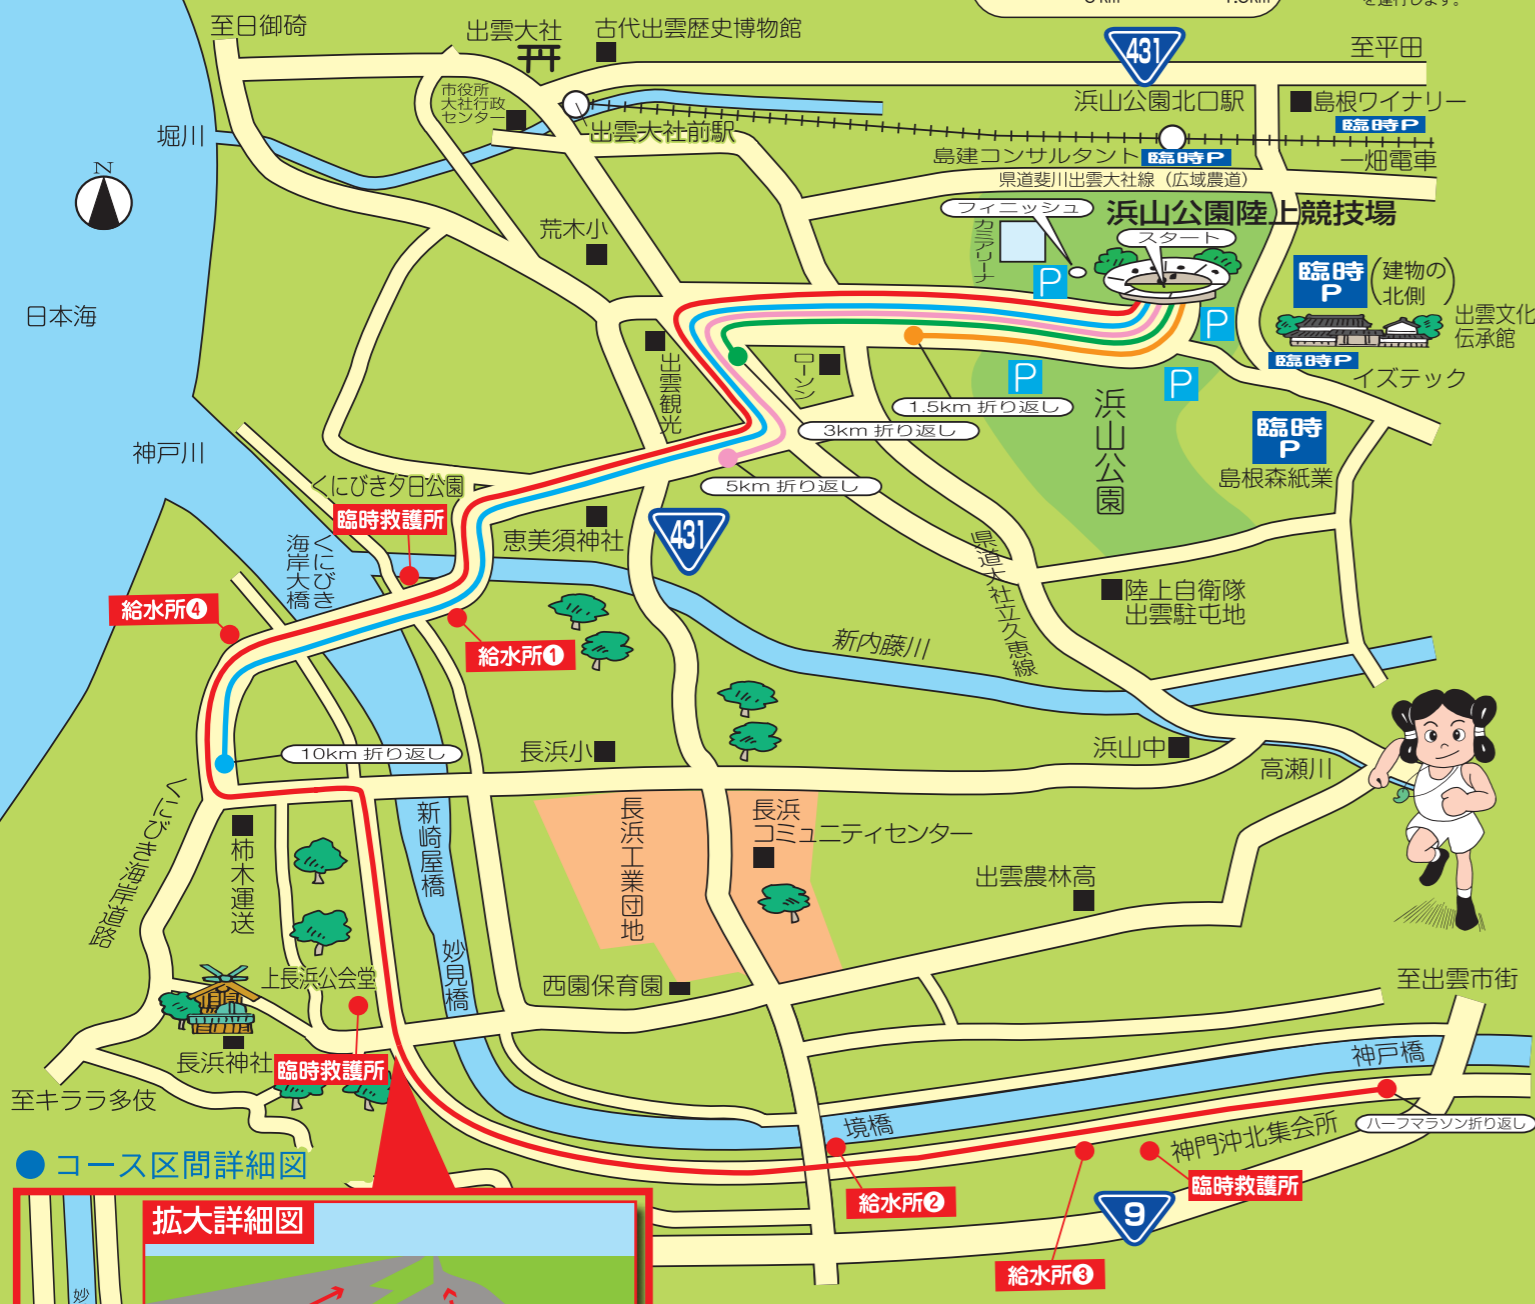 を運行します。
至日御碕
出雲大社
古代出雲歴史博物館
431
至平田
市役所
大社行政
センター
浜山公園北口駅
島根ワイナリー
臨時P
堀川
出雲大社前駅
島建コンサルタント
臨時P
一畑電車
県道斐川出雲大社線（広域農道）
N
フィニッシュ
浜山公園陸上競技場
スタート
カミアリーナ
荒木小
P
臨時
P
(建物の
北側)
日本海
P
出雲文化
伝承館
出雲観光
ローソン
臨時P
イズテック
P
P
1.5km 折り返し
浜山公園
臨時
P
3km 折り返し
神戸川
島根森紙業
くにびき夕日公園
5km 折り返し
臨時救護所
恵美須神社
431
くにびき
海岸大橋
県道大社立久恵線
陸上自衛隊
出雲駐屯地
給水所❹
給水所❶
新内藤川
10km 折り返し
長浜小
浜山中
高瀬川
くにびき海岸道路
柿木運送
新崎屋橋
長浜工業団地
長浜
コミュニティセンター
出雲農林高
妙見橋
上長浜公会堂
西園保育園
至出雲市街
長浜神社
臨時救護所
神戸橋
至キララ多伎
境橋
神門沖北集会所
ハーフマラソン折り返し
コース区間詳細図
臨時救護所
給水所❷
9
拡大詳細図
給水所❸
妙